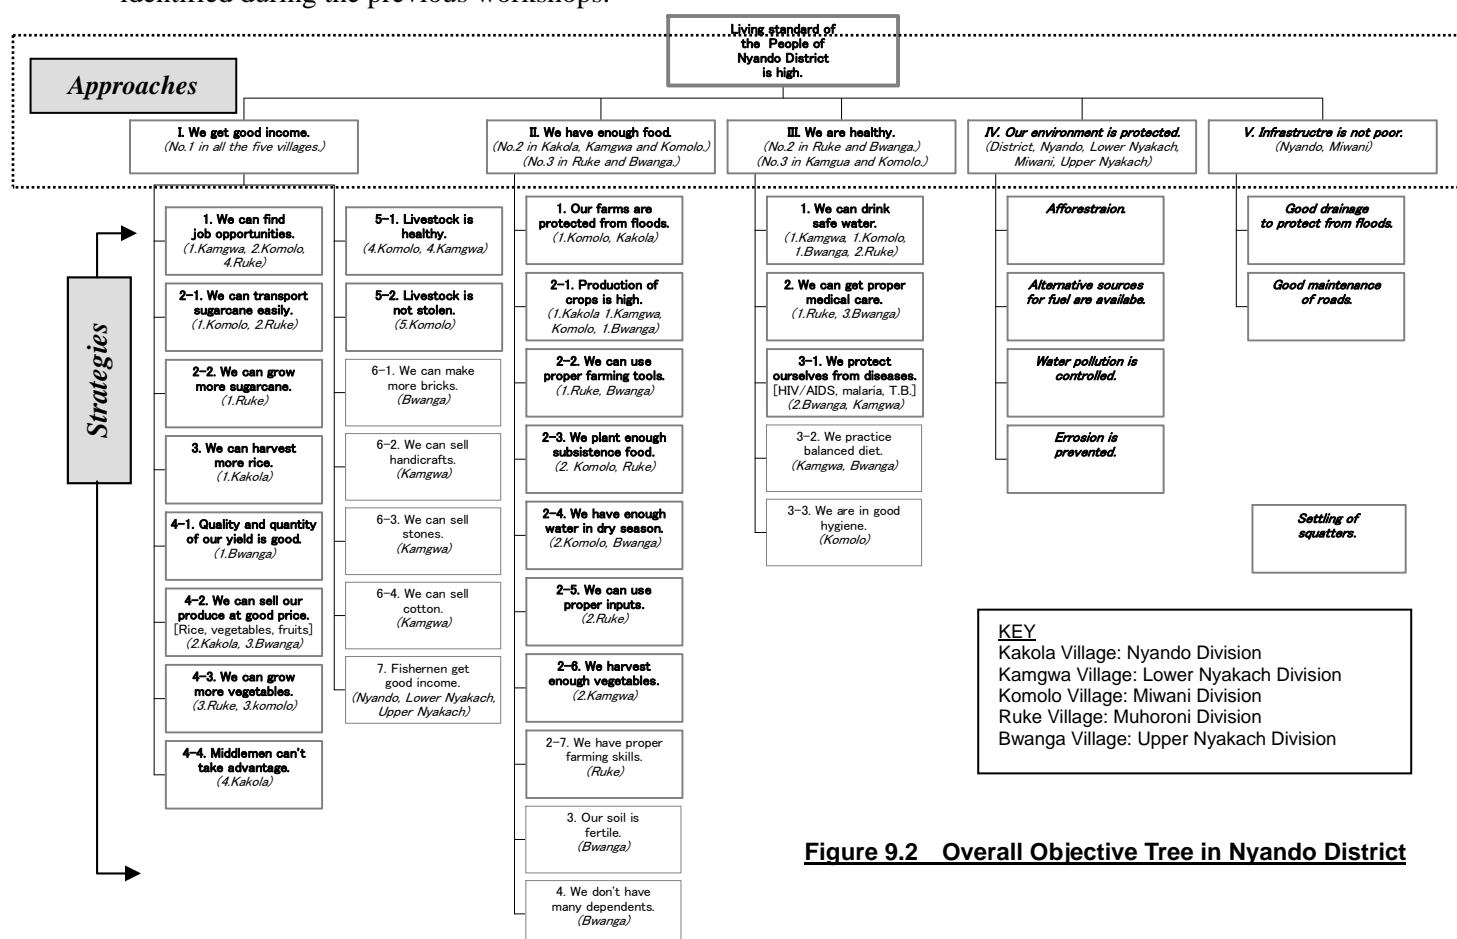 identified during the previous workshops.
Living standard of
the People of
Nyando District
is high.
Approaches
I. We get good income.
(No.1 in all the five villages.)
II. We have enough food.
(No.2 in Kakola, Kamgwa and Komolo.)
(No.3 in Ruke and Bwanga.)
III. We are healthy.
(No.2 in Ruke and Bwanga.)
(No.3 in Kamgua and Komolo.)
IV. Our environment is protected.
(District, Nyando, Lower Nyakach,
Miwani, Upper Nyakach)
V. Infrastructre is not poor.
(Nyando, Miwani)
Strategies
1. We can find
job opportunities.
(1.Kamgwa, 2.Komolo,
4.Ruke)
2-1. We can transport
sugarcane easily.
(1.Komolo, 2.Ruke)
2-2. We can grow
more sugarcane.
(1.Ruke)
3. We can harvest
more rice.
(1.Kakola)
4-1. Quality and quantity
of our yield is good.
(1.Bwanga)
4-2. We can sell our
produce at good price.
[Rice, vegetables, fruits]
(2.Kakola, 3.Bwanga)
4-3. We can grow
more vegetables.
(3.Ruke, 3.komolo)
4-4. Middlemen can't
take advantage.
(4.Kakola)
5-1. Livestock is
healthy.
(4.Komolo, 4.Kamgwa)
5-2. Livestock is
not stolen.
(5.Komolo)
6-1. We can make
more bricks.
(Bwanga)
6-2. We can sell
handicrafts.
(Kamgwa)
6-3. We can sell
stones.
(Kamgwa)
6-4. We can sell
cotton.
(Kamgwa)
7. Fishernen get
good income.
(Nyando, Lower Nyakach,
Upper Nyakach)
1. Our farms are
protected from floods.
(1.Komolo, Kakola)
2-1. Production of
crops is high.
(1.Kakola 1.Kamgwa,
Komolo, 1.Bwanga)
2-2. We can use
proper farming tools.
(1.Ruke, Bwanga)
2-3. We plant enough
subsistence food.
(2. Komolo, Ruke)
2-4. We have enough
water in dry season.
(2.Komolo, Bwanga)
2-5. We can use
proper inputs.
(2.Ruke)
2-6. We harvest
enough vegetables.
(2.Kamgwa)
2-7. We have proper
farming skills.
(Ruke)
3. Our soil is
fertile.
(Bwanga)
4. We don't have
many dependents.
(Bwanga)
1. We can drink
safe water.
(1.Kamgwa, 1.Komolo,
1.Bwanga, 2.Ruke)
2. We can get proper
medical care.
(1.Ruke, 3.Bwanga)
3-1. We protect
ourselves from diseases.
[HIV/AIDS, malaria, T.B.]
(2.Bwanga, Kamgwa)
3-2. We practice
balanced diet.
(Kamgwa, Bwanga)
3-3. We are in good
hygiene.
(Komolo)
Afforestraion.
Alternative sources
for fuel are availabe.
Water pollution is
controlled.
Errosion is
prevented.
Good drainage
to protect from floods.
Good maintenance
of roads.
Settling of
squatters.
KEY
Kakola Village: Nyando Division
Kamgwa Village: Lower Nyakach Division
Komolo Village: Miwani Division
Ruke Village: Muhoroni Division
Bwanga Village: Upper Nyakach Division
Figure 9.2 Overall Objective Tree in Nyando District